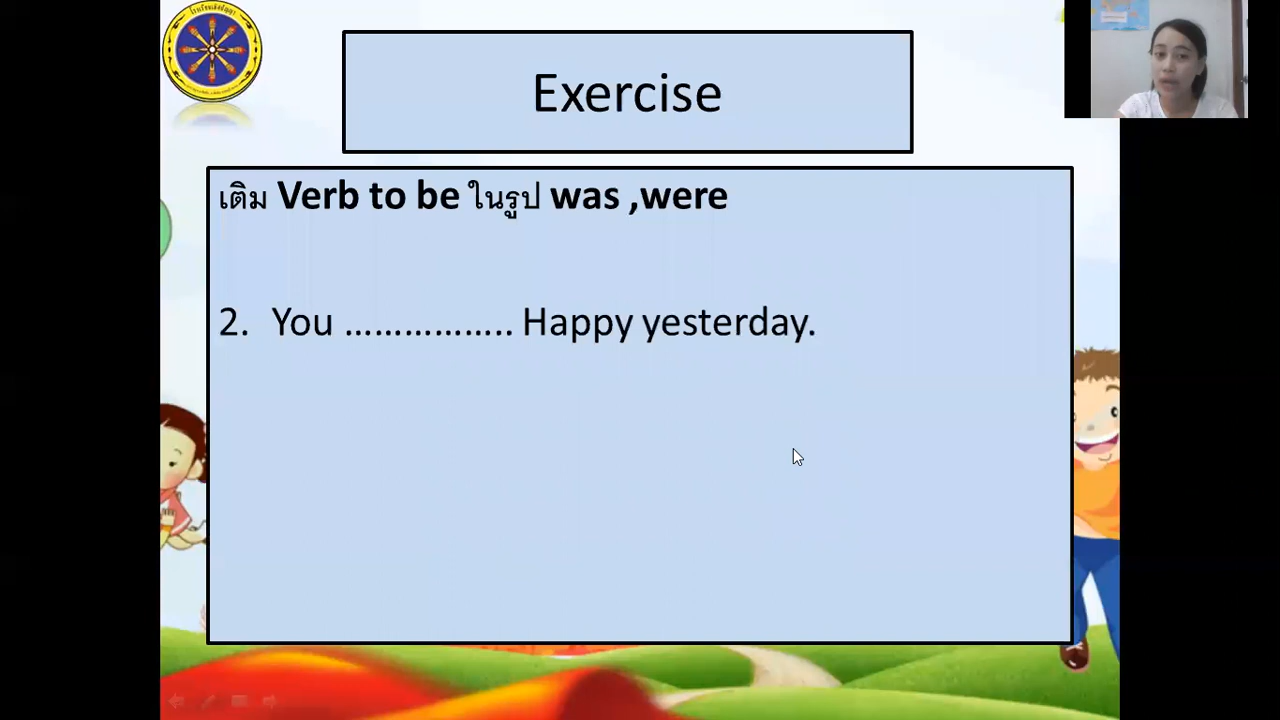 Exercise
เติม Verb to be ในรูป was ,were
2. You …………….. Happy yesterday.